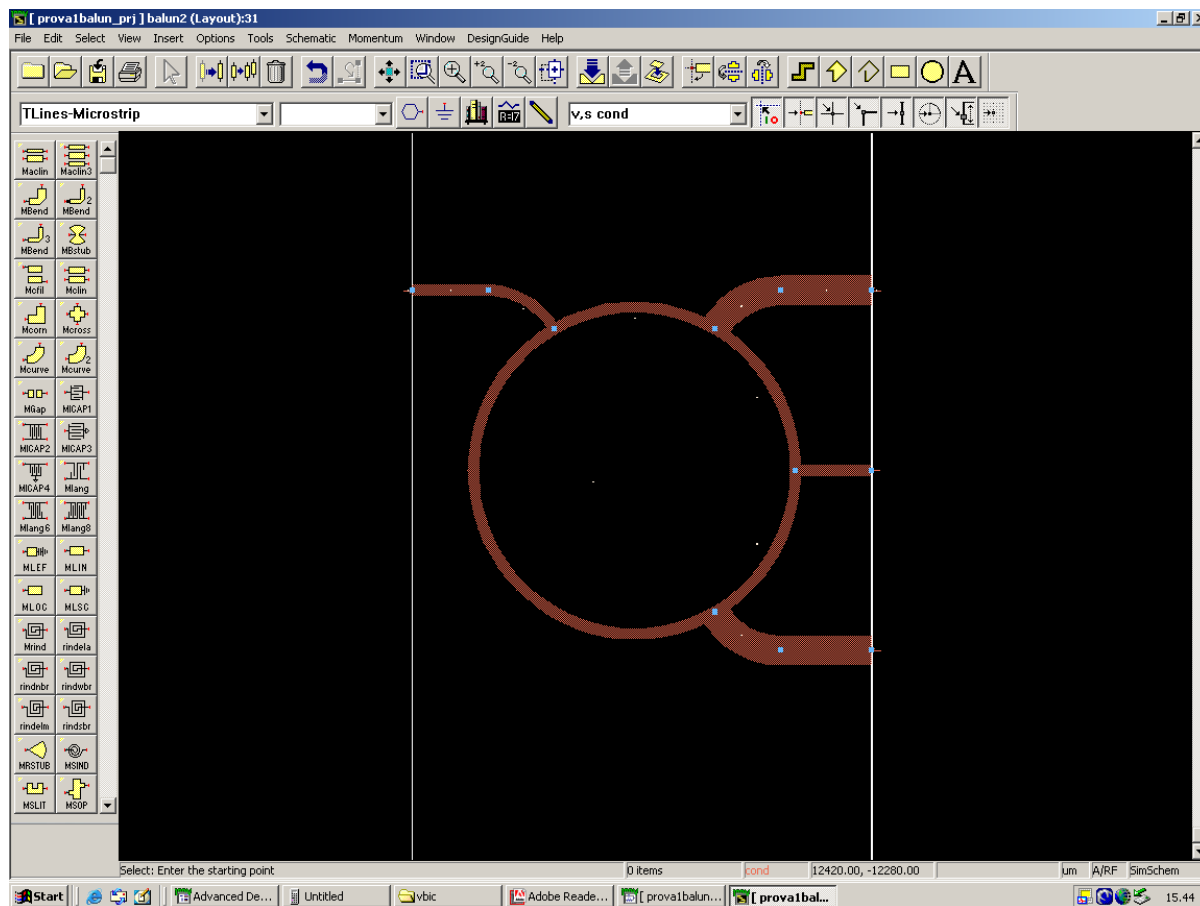 [ prova1balun_prj ] balun2 (Layout):31
File Edit Select View Insert Options Tools Schematic Momentum Window DesignGuide Help
+2 -2
A
TLines-Microstrip v,s cond
Maclin Maclin3
MBend MBend
MBend MBstub
Mcfil Mclin
Mcorn Mcross
Mcurve Mcurve
MGap MICAP1
MICAP2 MICAP3
MICAP4 Mlang
Mlang6 Mlang8
MLEF MLIN
MLOC MLSC
Mrind rindela
rindnbr rindwbr
rindelm rindsbr
MRSTUB MSIND
MSLIT MSOP
Select: Enter the starting point 0 items cond 12420.00, -12280.00 um A/RF SimSchem
Start Advanced De... Untitled vbic Adobe Reade... [ prova1balun... [ prova1bal... 15.44